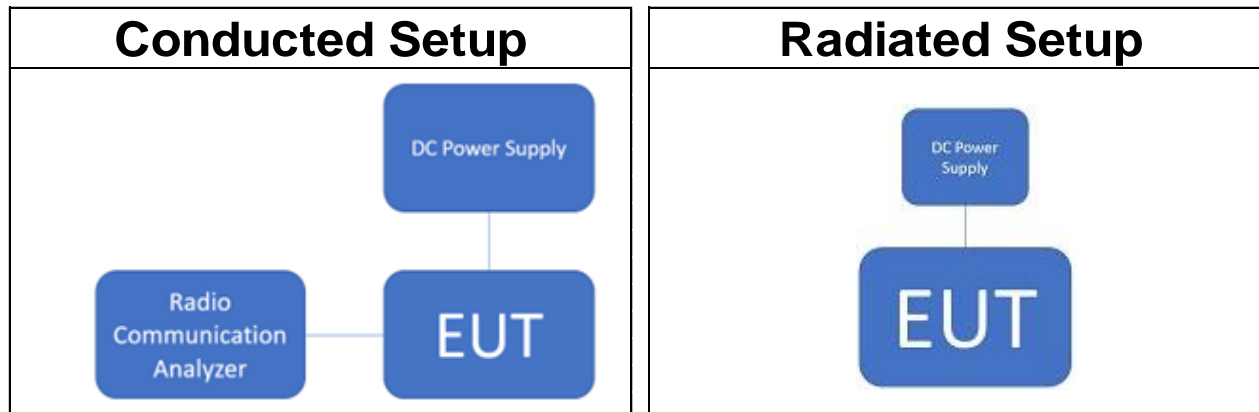 Conducted Setup
DC Power Supply
Radio
Communication
Analyzer
EUT
Radiated Setup
DC Power
Supply
EUT